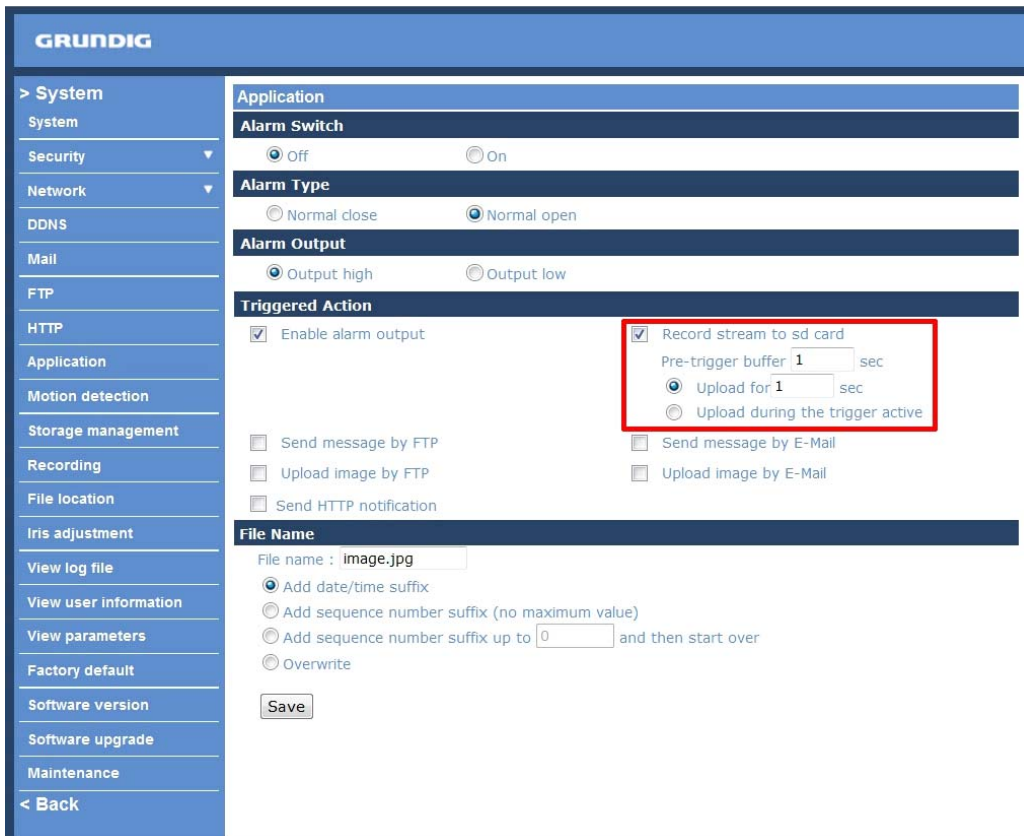 GRUNDIG
> System
System
Security
Network
DDNS
Mail
FTP
HTTP
Application
Motion detection
Storage management
Recording
File location
Iris adjustment
View log file
View user information
View parameters
Factory default
Software version
Software upgrade
Maintenance
< Back
Application
Alarm Switch
Off On
Alarm Type
Normal close Normal open
Alarm Output
Output high Output low
Triggered Action
Enable alarm output Record stream to sd card
Pre-trigger buffer 1 sec
Upload for 1 sec
Upload during the trigger active
Send message by FTP Send message by E-Mail
Upload image by FTP Upload image by E-Mail
Send HTTP notification
File Name
File name : image.jpg
Add date/time suffix
Add sequence number suffix (no maximum value)
Add sequence number suffix up to 0 and then start over
Overwrite
Save